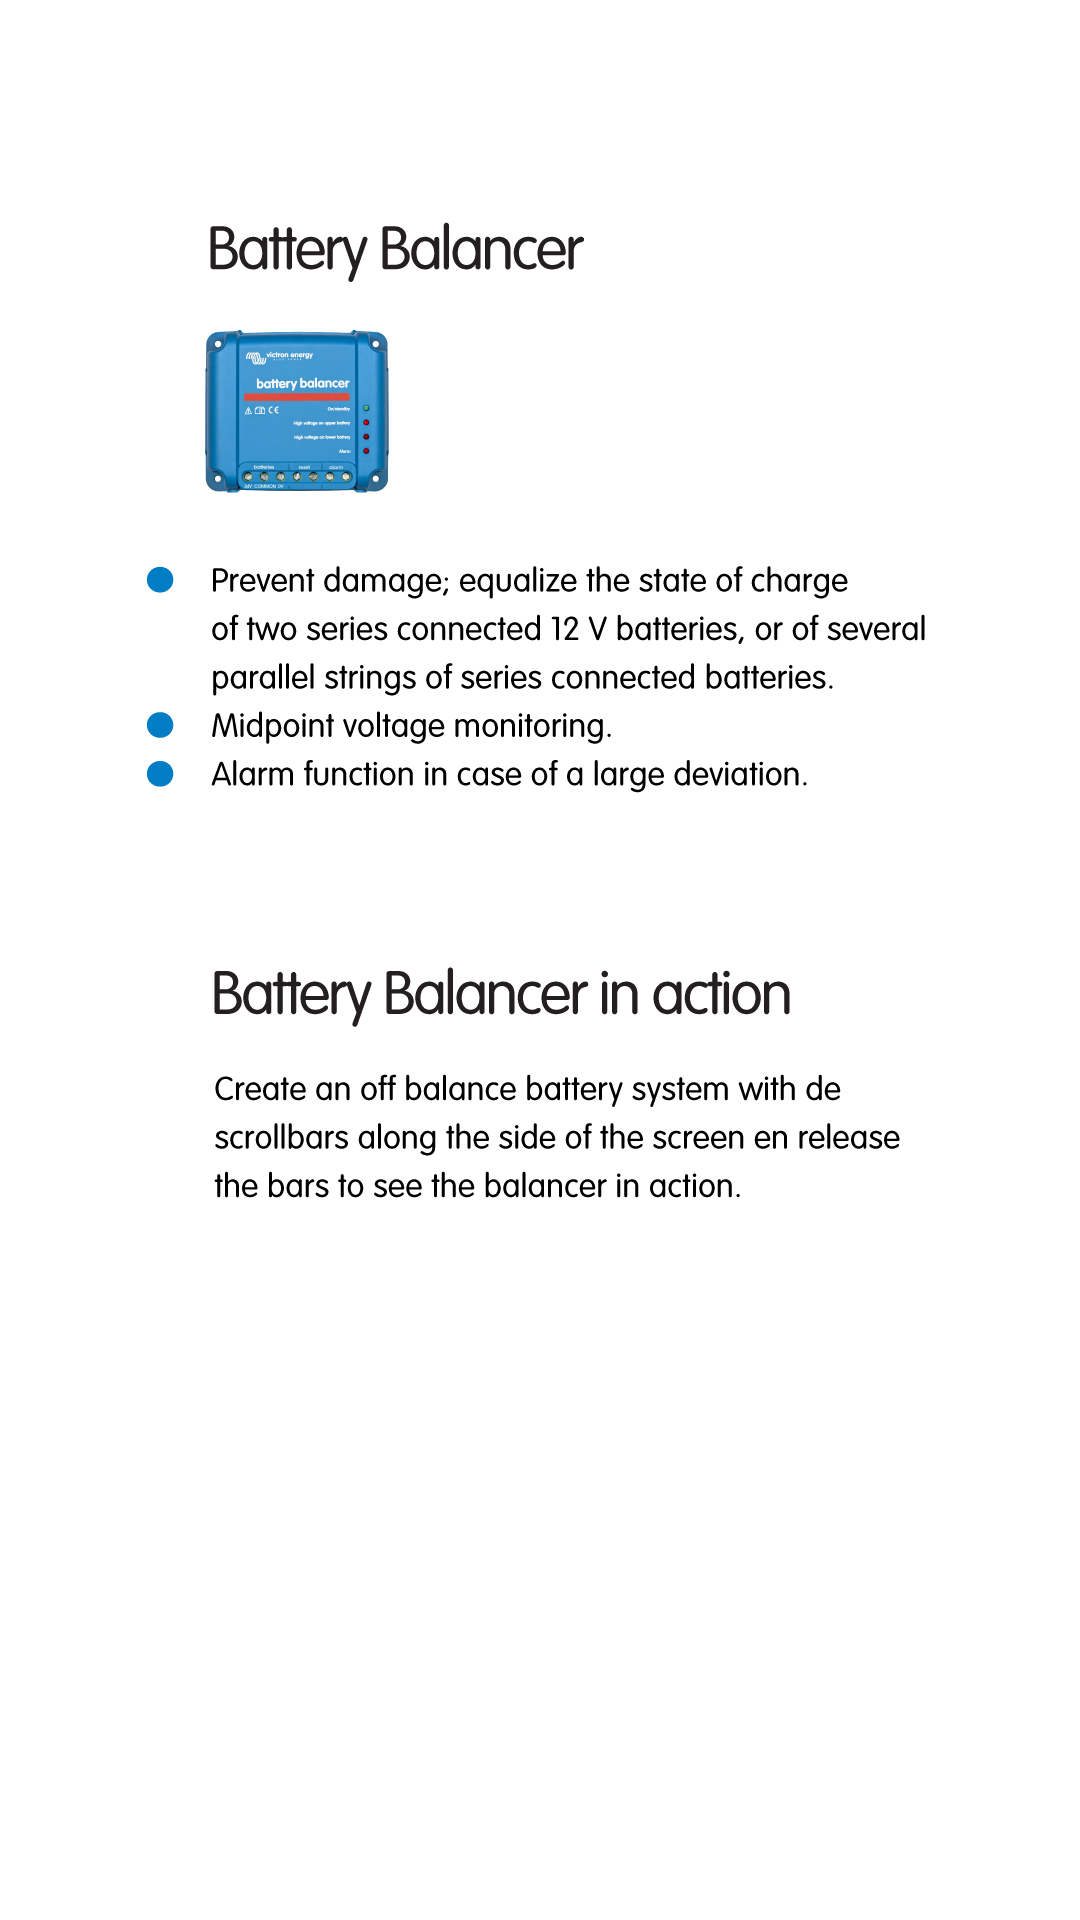 Battery Balancer
victron energy
BLUE POWER
battery balancer
CE
On/standby
High voltage on upper battery
High voltage on lower battery
Alarm
batteries reset alarm
24V COMMON 0V
Prevent damage; equalize the state of charge
of two series connected 12 V batteries, or of several
parallel strings of series connected batteries.
Midpoint voltage monitoring.
Alarm function in case of a large deviation.
Battery Balancer in action
Create an off balance battery system with de
scrollbars along the side of the screen en release
the bars to see the balancer in action.